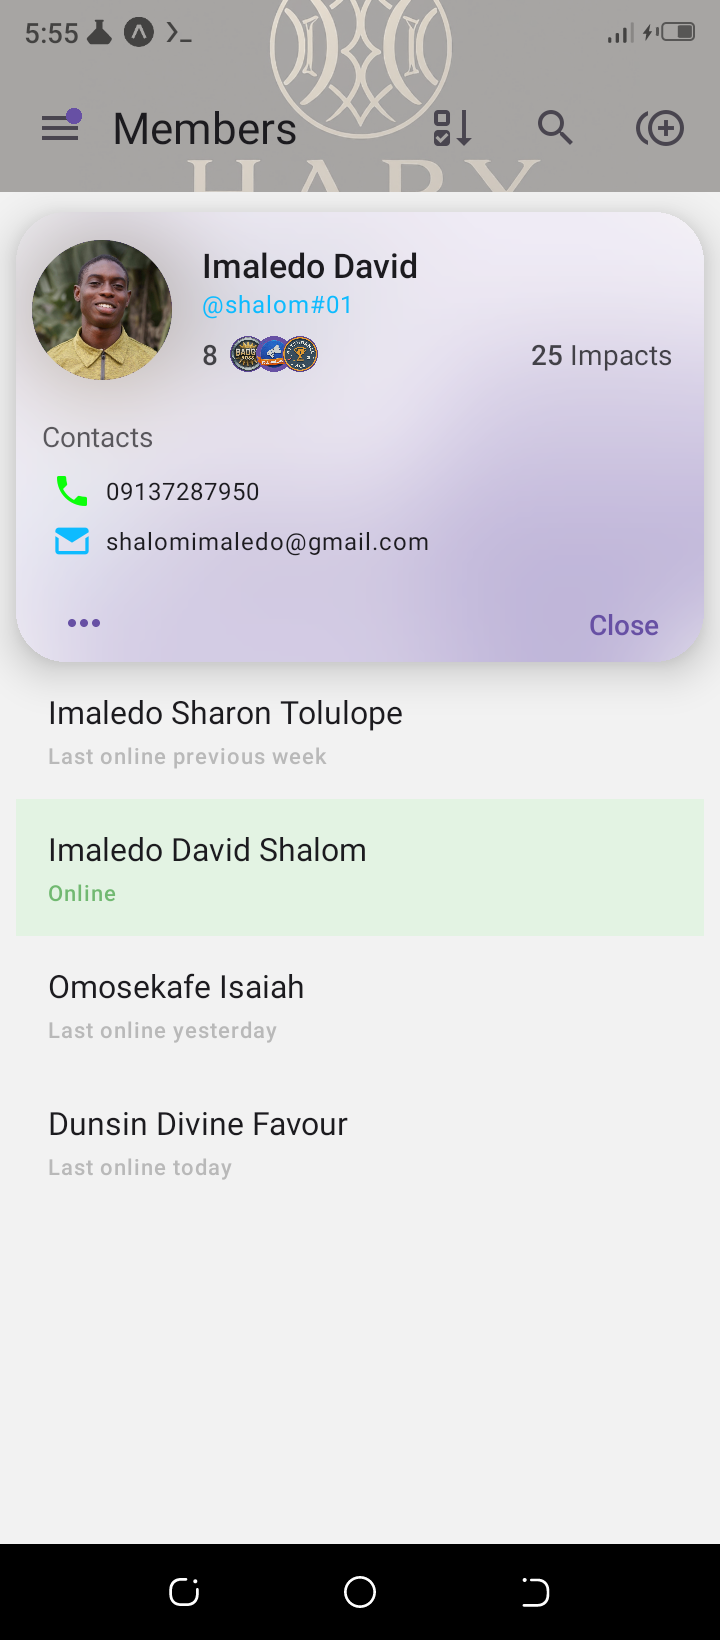 5:55
Members
HARY
Imaledo David
@shalom#01
8
25 Impacts
Contacts
09137287950
shalomimaledo@gmail.com
Close
Imaledo Sharon Tolulope
Last online previous week
Imaledo David Shalom
Online
Omosekafe Isaiah
Last online yesterday
Dunsin Divine Favour
Last online today